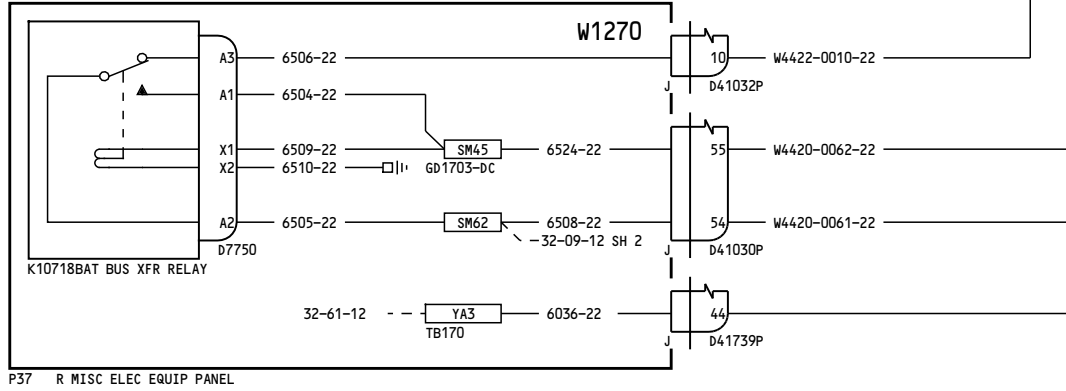 W1270
A3 6506-22 10 W4422-0010-22
J D41032P
A1 6504-22
X1 6509-22 SM45 6524-22 55 W4420-0062-22
X2 6510-22 GD1703-DC
A2 6505-22 SM62 6508-22 54 W4420-0061-22
32-09-12 SH 2
D7750 J D41030P
K10718BAT BUS XFR RELAY
32-61-12 YA3 6036-22 44
TB170 J D41739P
P37 R MISC ELEC EQUIP PANEL